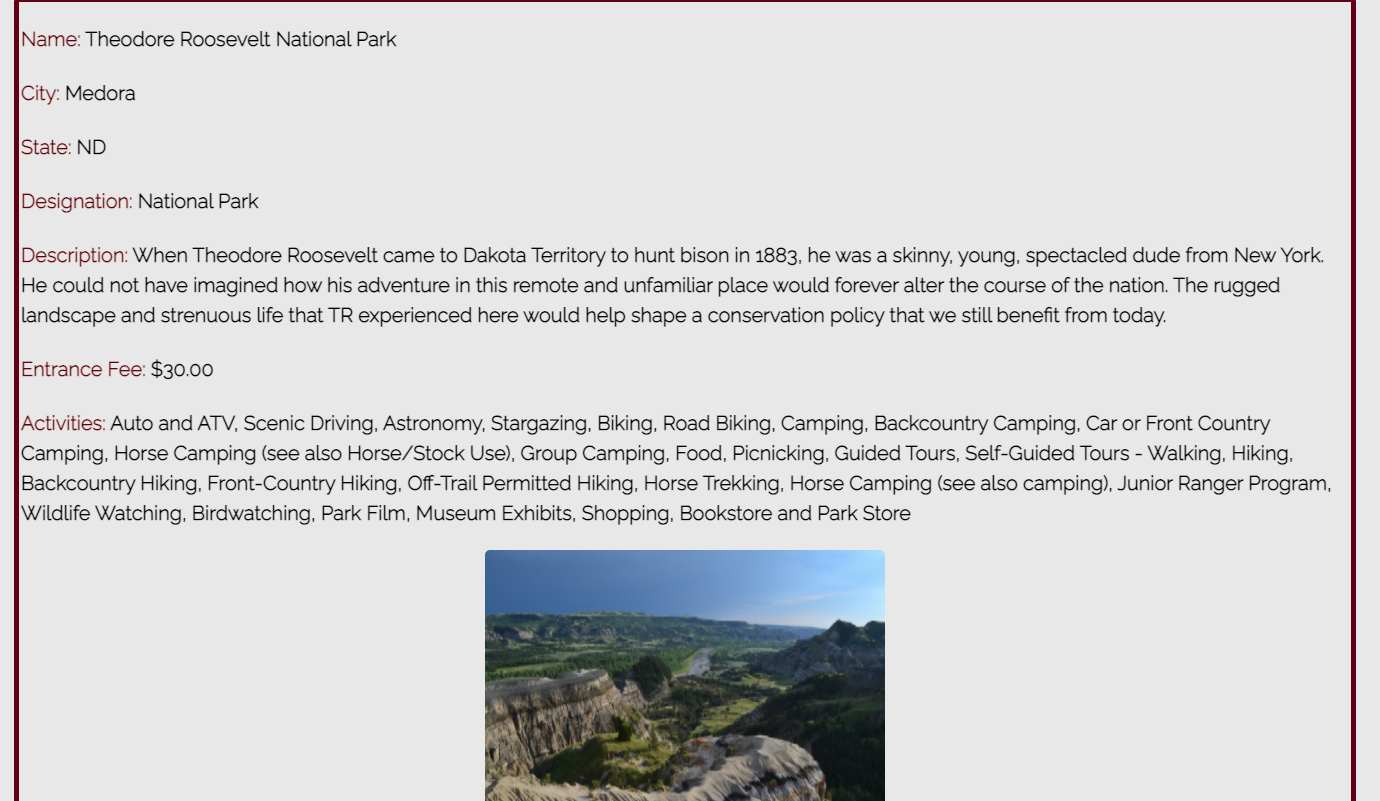 Name: Theodore Roosevelt National Park
City: Medora
State: ND
Designation: National Park
Description: When Theodore Roosevelt came to Dakota Territory to hunt bison in 1883, he was a skinny, young, spectacled dude from New York.
He could not have imagined how his adventure in this remote and unfamiliar place would forever alter the course of the nation. The rugged
landscape and strenuous life that TR experienced here would help shape a conservation policy that we still benefit from today.
Entrance Fee: $30.00
Activities: Auto and ATV, Scenic Driving, Astronomy, Stargazing, Biking, Road Biking, Camping, Backcountry Camping, Car or Front Country
Camping, Horse Camping (see also Horse/Stock Use), Group Camping, Food, Picnicking, Guided Tours, Self-Guided Tours - Walking, Hiking,
Backcountry Hiking, Front-Country Hiking, Off-Trail Permitted Hiking, Horse Trekking, Horse Camping (see also camping), Junior Ranger Program,
Wildlife Watching, Birdwatching, Park Film, Museum Exhibits, Shopping, Bookstore and Park Store